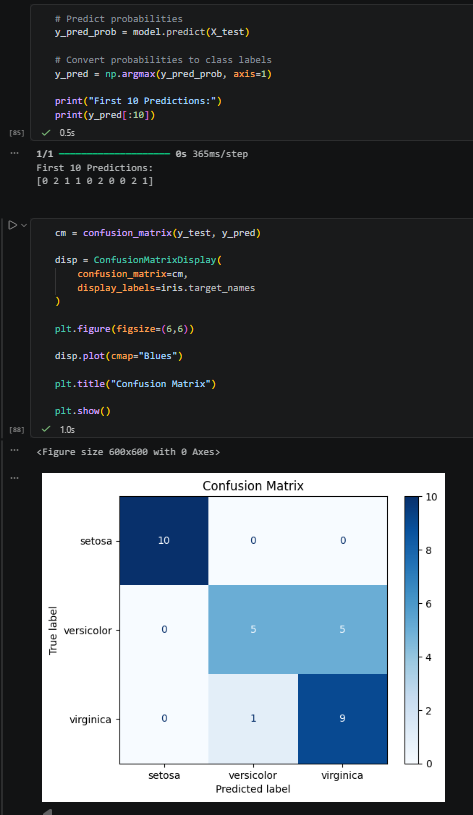 # Predict probabilities
y_pred_prob = model.predict(X_test)
# Convert probabilities to class labels
y_pred = np.argmax(y_pred_prob, axis=1)
print("First 10 Predictions:")
print(y_pred[:10])
[85]
0.5s
1/1 ━━━━━━━━━━━━━━━━━━━━ 0s 365ms/step
First 10 Predictions:
[0 2 1 1 0 2 0 0 2 1]
cm = confusion_matrix(y_test, y_pred)
disp = ConfusionMatrixDisplay(
    confusion_matrix=cm,
    display_labels=iris.target_names
)
plt.figure(figsize=(6,6))
disp.plot(cmap="Blues")
plt.title("Confusion Matrix")
plt.show()
[88]
1.0s
<Figure size 600x600 with 0 Axes>
Confusion Matrix
setosa 10 0 0
versicolor 0 5 5
virginica 0 1 9
True label
setosa versicolor virginica
Predicted label
10
8
6
4
2
0